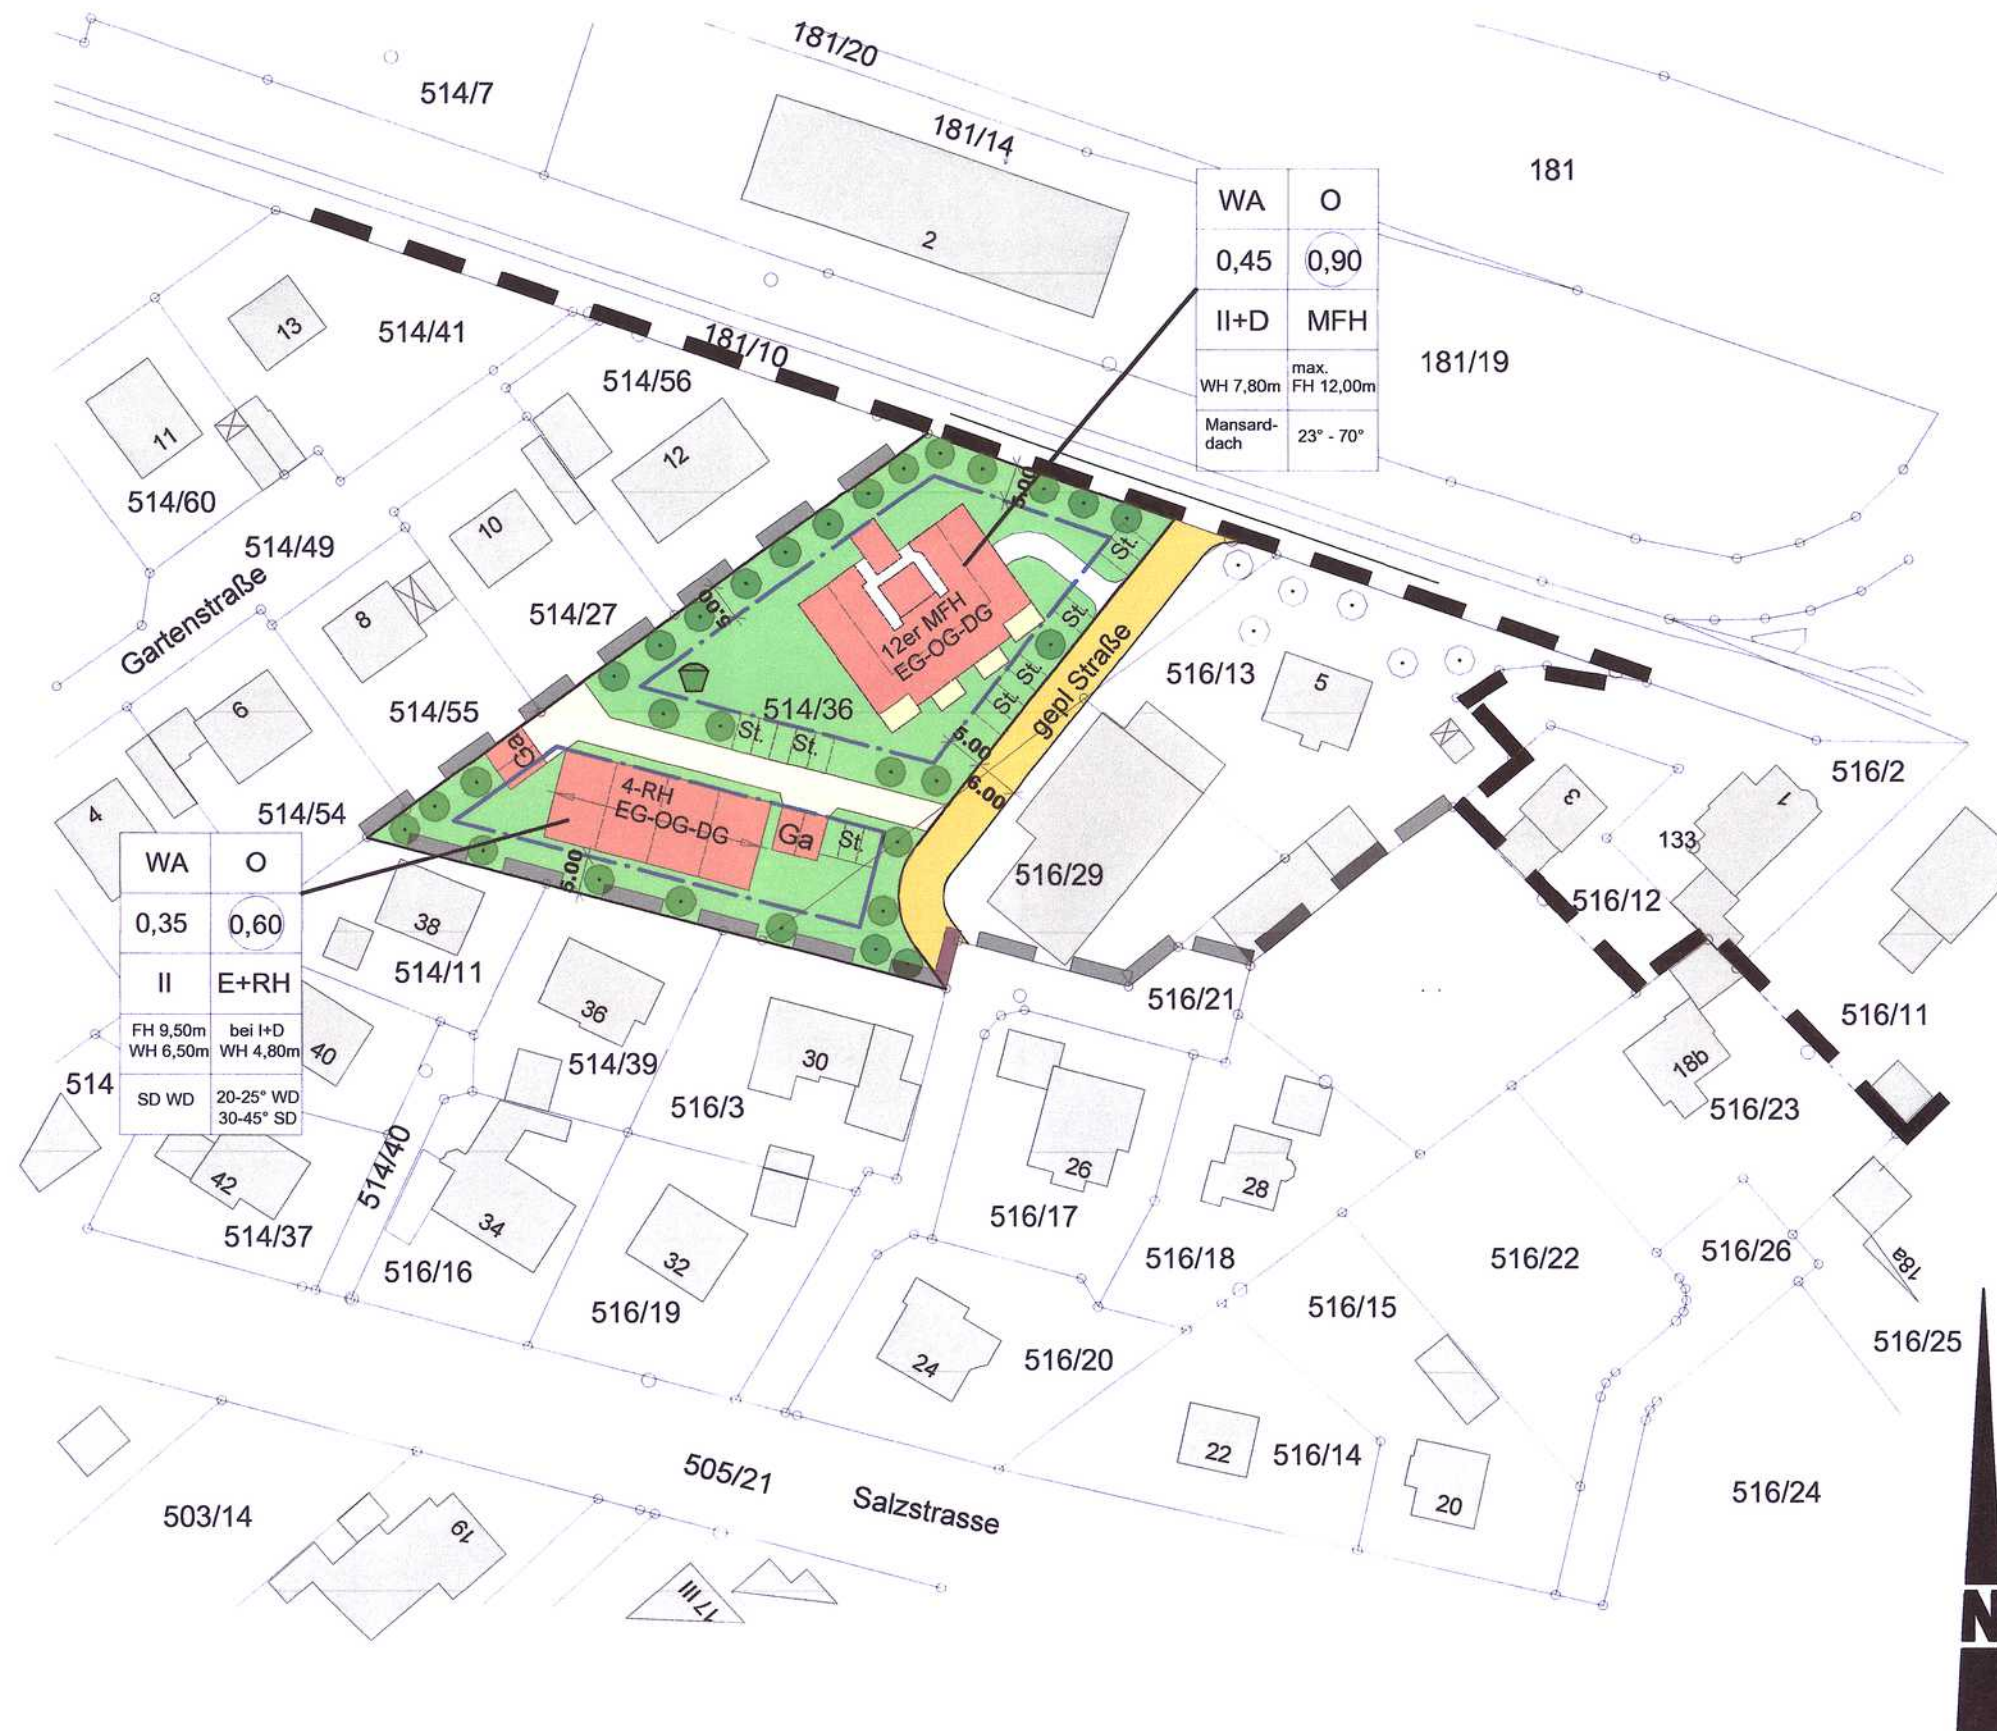 181/20
514/7
181/14
181
WA O
2
0,45 0,90
13
514/41
II+D MFH
181/10
181/19
514/56
WH 7,80m
max.
FH 12,00m
Mansard-
dach
23° - 70°
11
12
514/60
5.00
10
St.
514/49
Gartenstraße
5.00
8
514/27
St.
12er MFH
EG-OG-DG
gepl Straße
516/13
5
St.
St.
6
514/55
514/36
St.
St.
5.00
Ga
516/2
6.00
4-RH
EG-OG-DG
3
1
4
514/54
Ga
St.
133
WA O
5.00
516/29
516/12
0,35 0,60
38
514/11
II E+RH
516/21
36
516/11
FH 9,50m
WH 6,50m
bei I+D
WH 4,80m
40
514/39
30
18b
514
SD WD
20-25° WD
30-45° SD
516/3
516/23
514/40
26
42
28
34
516/17
514/37
32
516/18
516/22
516/26
18a
516/16
516/19
516/15
24
516/20
516/25
22
516/14
505/21
Salzstrasse
20
516/24
503/14
19
17 III
N